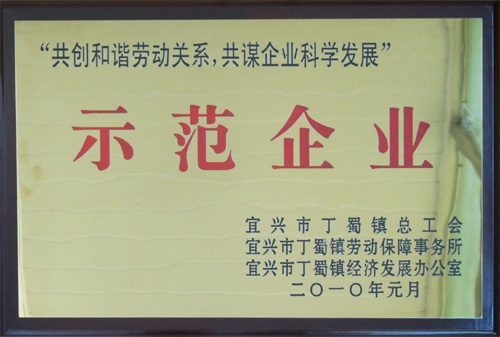 “共创和谐劳动关系，共谋企业科学发展”
示范企业
宜兴市丁蜀镇总工会
宜兴市丁蜀镇劳动保障事务所
宜兴市丁蜀镇经济发展办公室
二〇一〇年元月